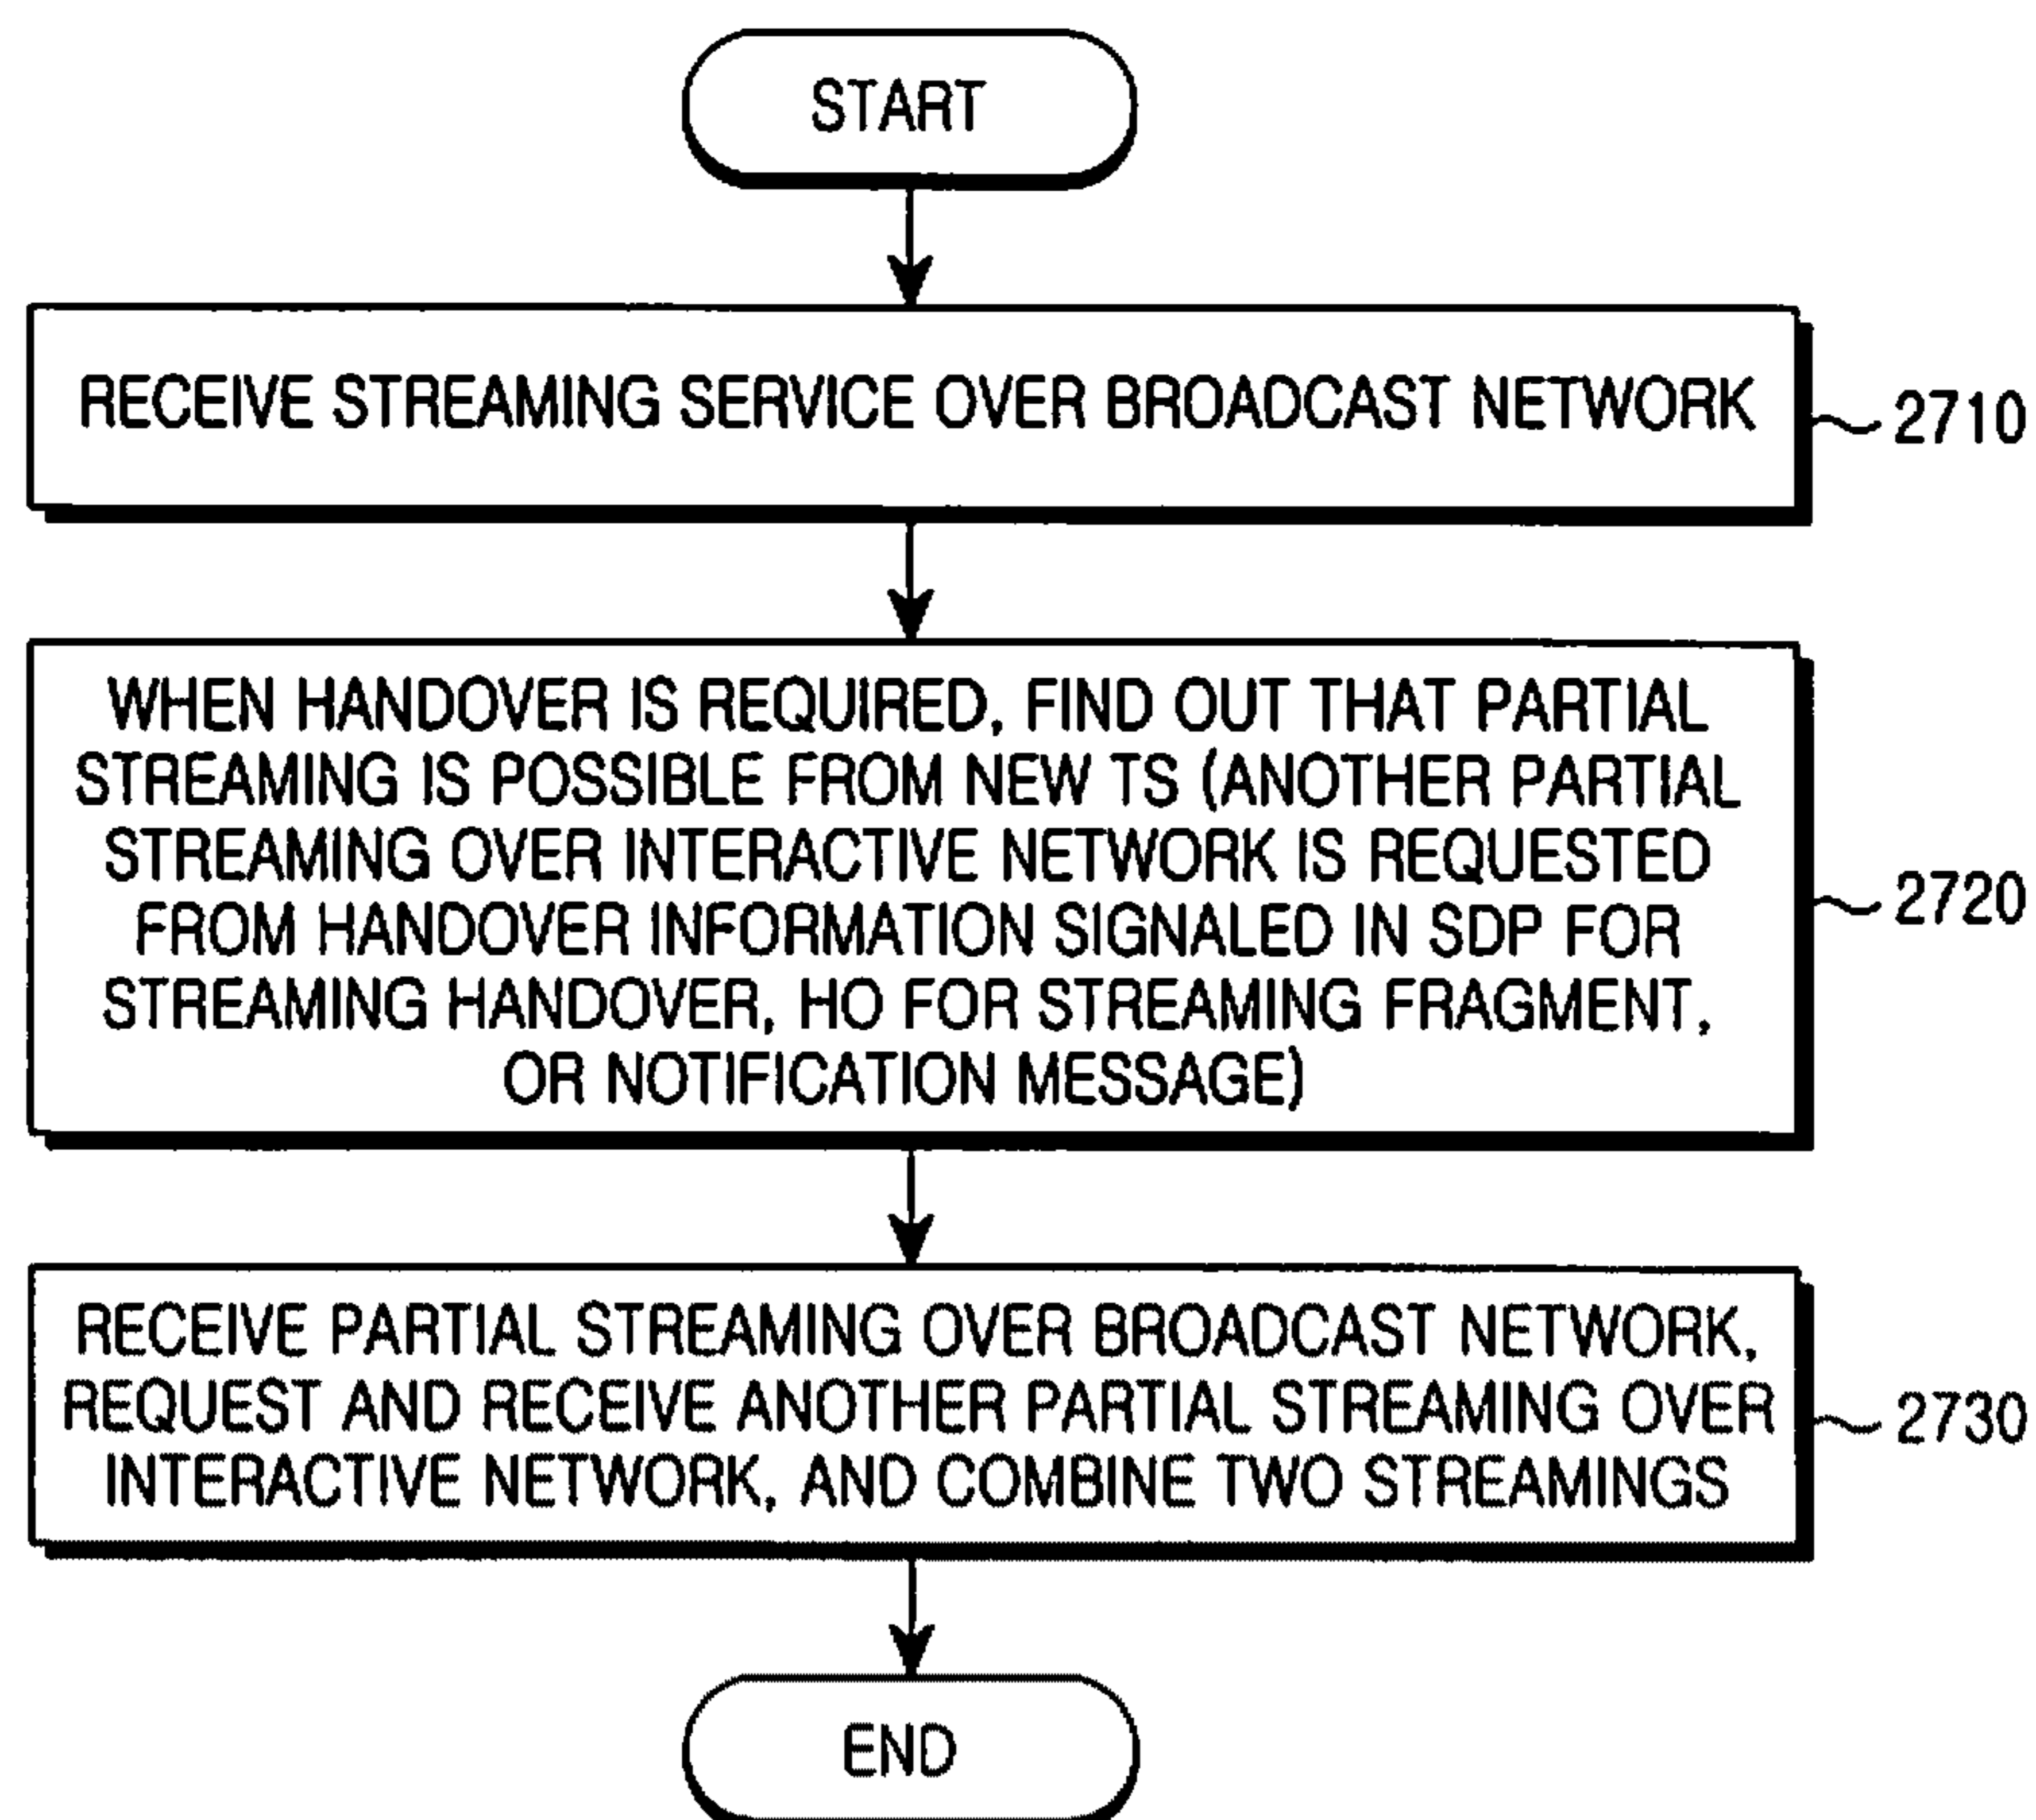 START
RECEIVE STREAMING SERVICE OVER BROADCAST NETWORK
2710
WHEN HANDOVER IS REQUIRED, FIND OUT THAT PARTIAL
STREAMING IS POSSIBLE FROM NEW TS (ANOTHER PARTIAL
STREAMING OVER INTERACTIVE NETWORK IS REQUESTED
FROM HANDOVER INFORMATION SIGNALED IN SDP FOR
STREAMING HANDOVER, HO FOR STREAMING FRAGMENT,
OR NOTIFICATION MESSAGE)
2720
RECEIVE PARTIAL STREAMING OVER BROADCAST NETWORK,
REQUEST AND RECEIVE ANOTHER PARTIAL STREAMING OVER
INTERACTIVE NETWORK, AND COMBINE TWO STREAMINGS
2730
END